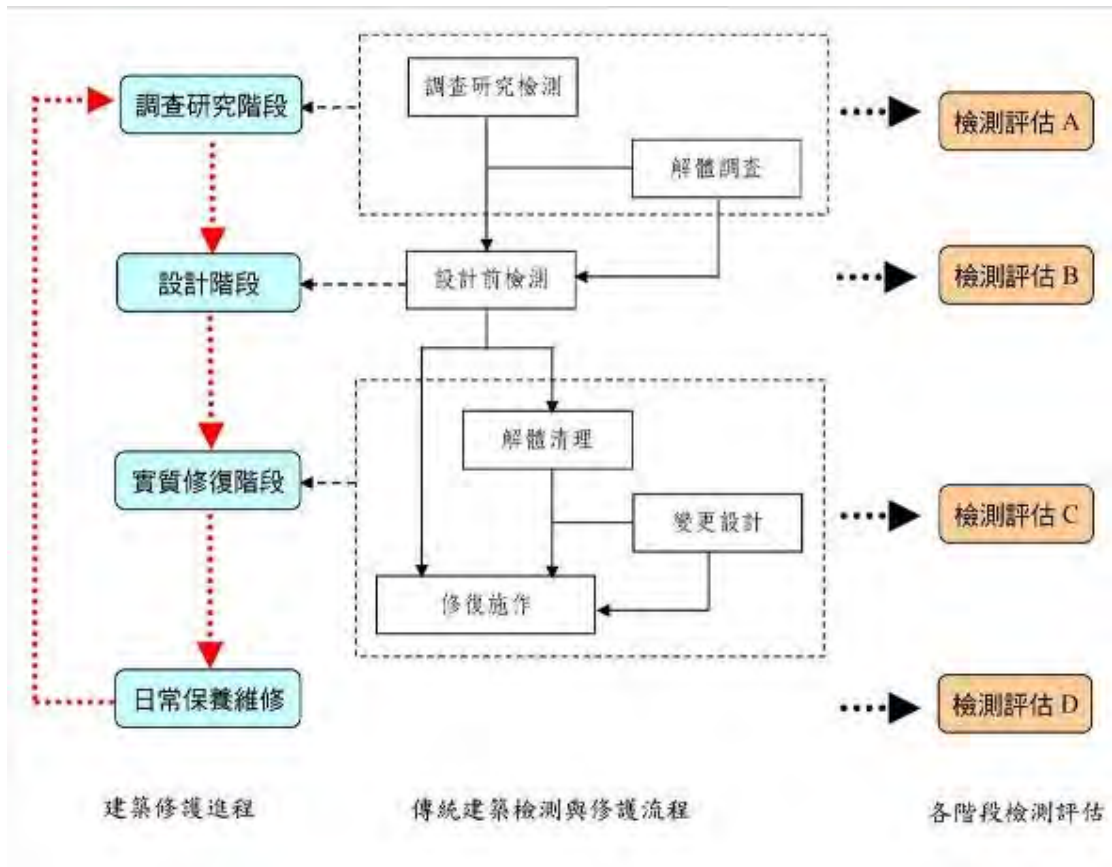 調查研究檢測
調查研究階段
檢測評估 A
解體調查
設計階段
設計前檢測
檢測評估 B
解體清理
實質修復階段
變更設計
檢測評估 C
修復施作
日常保養維修
檢測評估 D
建築修護進程
傳統建築檢測與修護流程
各階段檢測評估